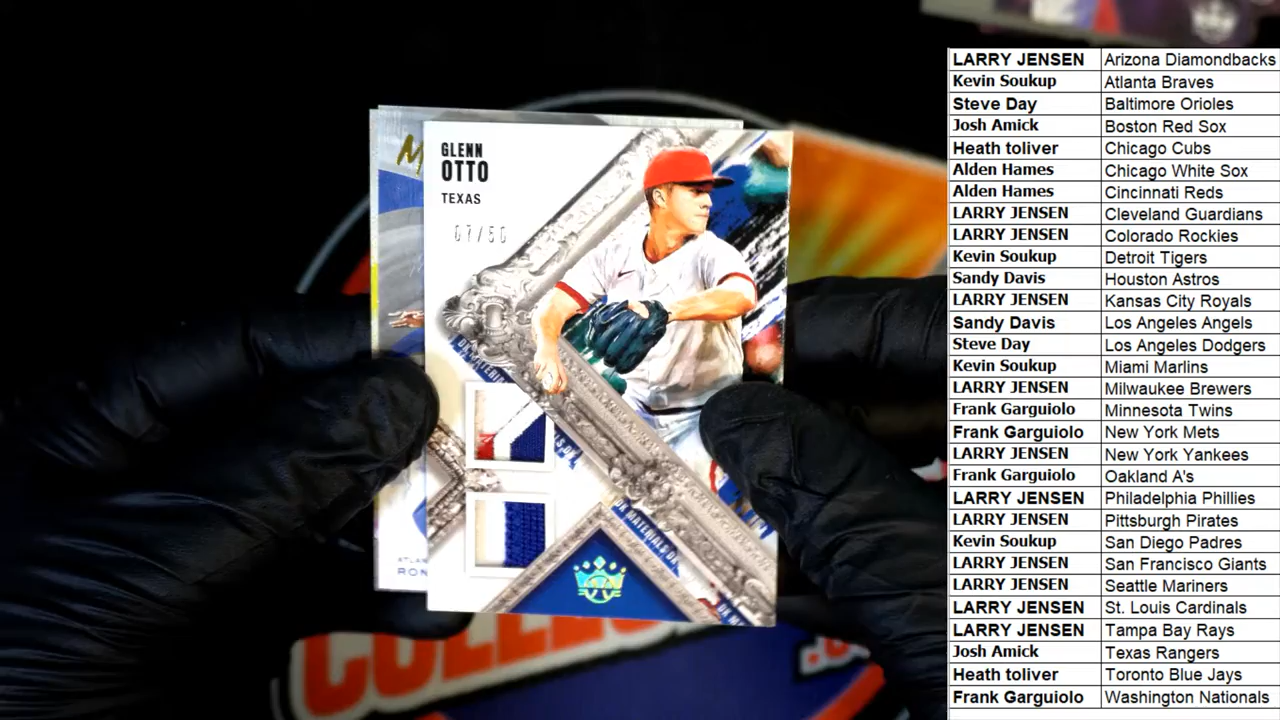 GLENN
OTTO
TEXAS
07/50
DK MATERIALS DK
COLLEC
RON
LARRY JENSEN Arizona Diamondbacks
Kevin Soukup Atlanta Braves
Steve Day Baltimore Orioles
Josh Amick Boston Red Sox
Heath toliver Chicago Cubs
Alden Hames Chicago White Sox
Alden Hames Cincinnati Reds
LARRY JENSEN Cleveland Guardians
LARRY JENSEN Colorado Rockies
Kevin Soukup Detroit Tigers
Sandy Davis Houston Astros
LARRY JENSEN Kansas City Royals
Sandy Davis Los Angeles Angels
Steve Day Los Angeles Dodgers
Kevin Soukup Miami Marlins
LARRY JENSEN Milwaukee Brewers
Frank Garguiolo Minnesota Twins
Frank Garguiolo New York Mets
LARRY JENSEN New York Yankees
Frank Garguiolo Oakland A's
LARRY JENSEN Philadelphia Phillies
LARRY JENSEN Pittsburgh Pirates
Kevin Soukup San Diego Padres
LARRY JENSEN San Francisco Giants
LARRY JENSEN Seattle Mariners
LARRY JENSEN St. Louis Cardinals
LARRY JENSEN Tampa Bay Rays
Josh Amick Texas Rangers
Heath toliver Toronto Blue Jays
Frank Garguiolo Washington Nationals